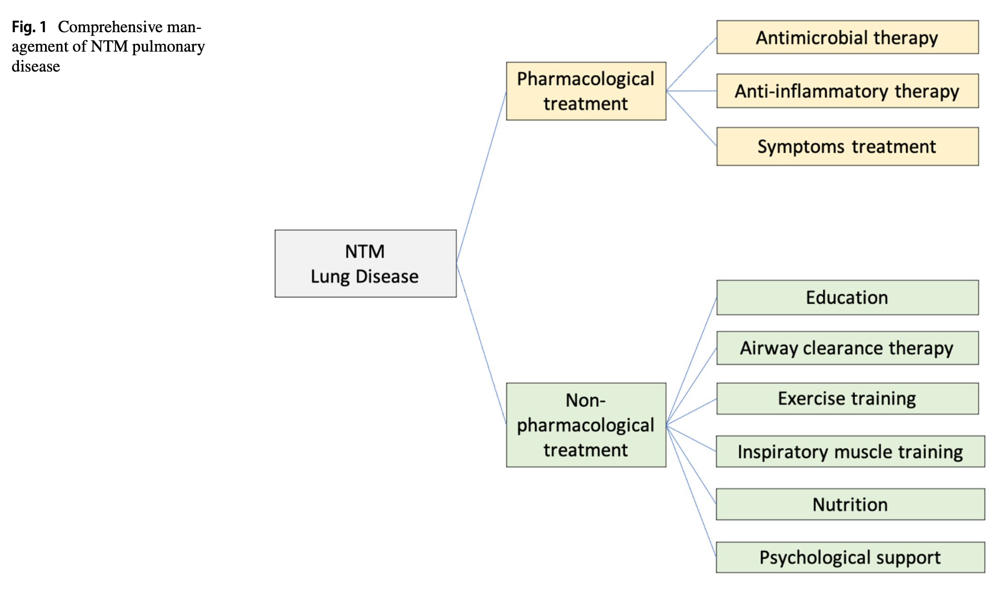 Fig. 1 Comprehensive man-
agement of NTM pulmonary
disease
NTM
Lung Disease
Pharmacological
treatment
Antimicrobial therapy
Anti-inflammatory therapy
Symptoms treatment
Non-
pharmacological
treatment
Education
Airway clearance therapy
Exercise training
Inspiratory muscle training
Nutrition
Psychological support